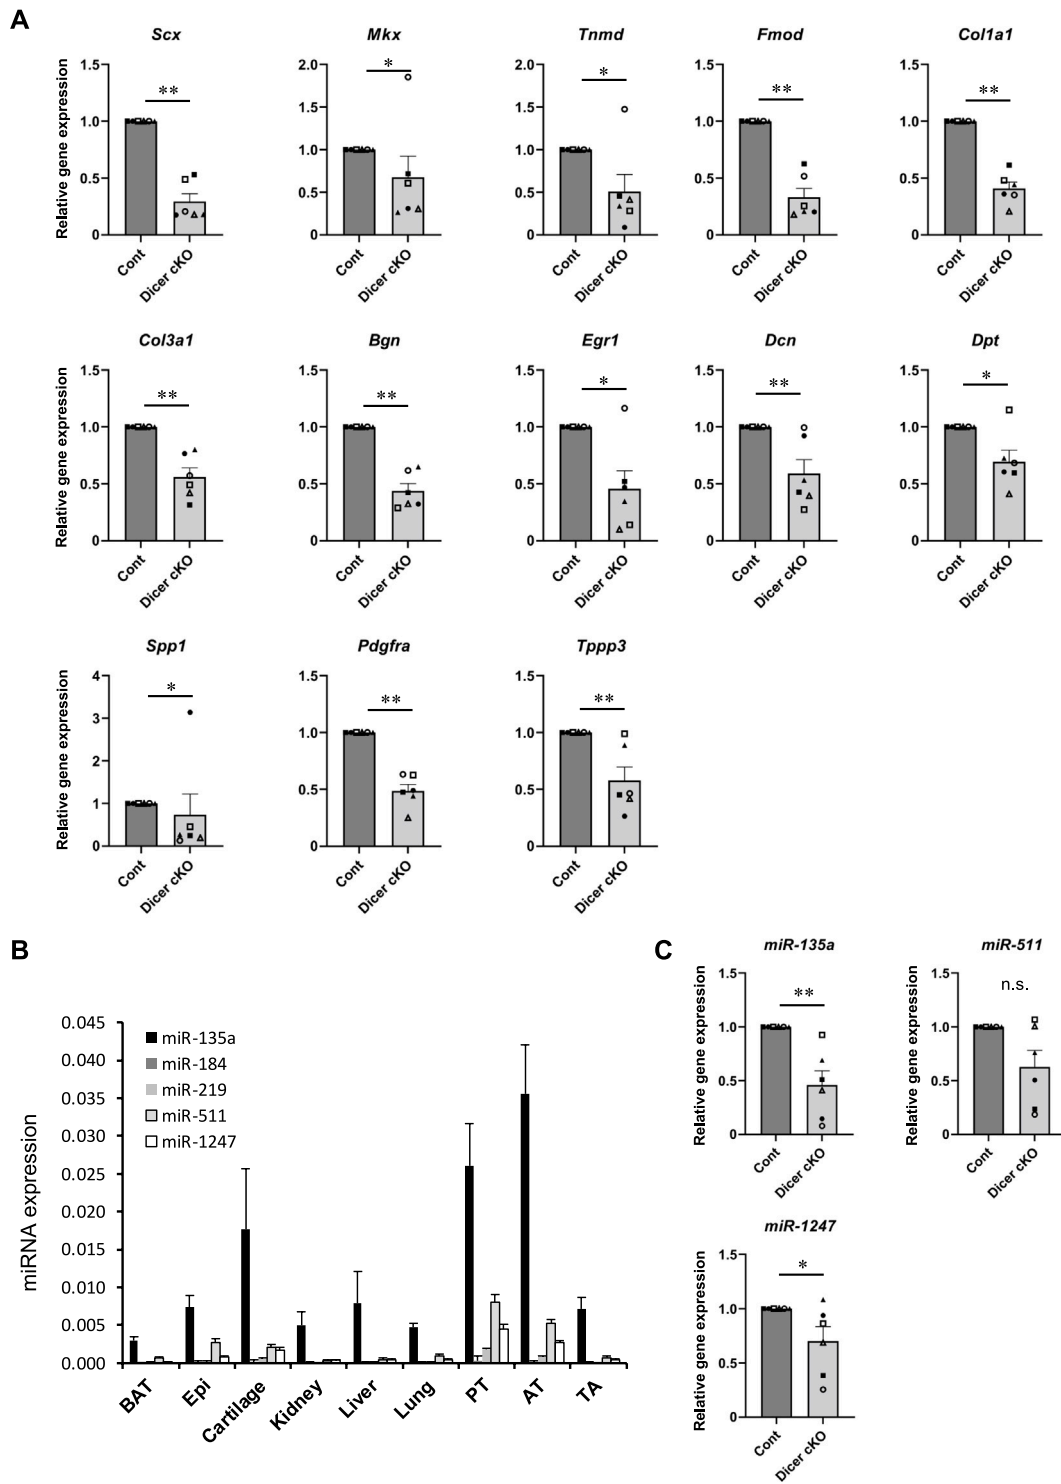 A
Scx
Mkx
Tnmd
Fmod
Col1a1
Relative gene expression
1.5
1.0
0.5
0
**
Cont
Dicer cKO
2.0
1.5
1.0
0.5
0
*
Cont
Dicer cKO
2.0
1.5
1.0
0.5
0
*
Cont
Dicer cKO
1.5
1.0
0.5
0
**
Cont
Dicer cKO
1.5
1.0
0.5
0
**
Cont
Dicer cKO
Col3a1
Bgn
Egr1
Dcn
Dpt
Relative gene expression
1.5
1.0
0.5
0
**
Cont
Dicer cKO
1.5
1.0
0.5
0
**
Cont
Dicer cKO
1.5
1.0
0.5
0
*
Cont
Dicer cKO
1.5
1.0
0.5
0
**
Cont
Dicer cKO
1.5
1.0
0.5
0
*
Cont
Dicer cKO
Spp1
Pdgfra
Tppp3
Relative gene expression
4
3
2
1
0
*
Cont
Dicer cKO
1.5
1.0
0.5
0
**
Cont
Dicer cKO
1.5
1.0
0.5
0
**
Cont
Dicer cKO
B
miRNA expression
0.045
0.040
0.035
0.030
0.025
0.020
0.015
0.010
0.005
0.000
miR-135a
miR-184
miR-219
miR-511
miR-1247
BAT
Epi
Cartilage
Kidney
Liver
Lung
PT
AT
TA
C
miR-135a
Relative gene expression
1.5
1.0
0.5
0
**
Cont
Dicer cKO
miR-511
Relative gene expression
1.5
1.0
0.5
0
n.s.
Cont
Dicer cKO
miR-1247
Relative gene expression
1.5
1.0
0.5
0
*
Cont
Dicer cKO